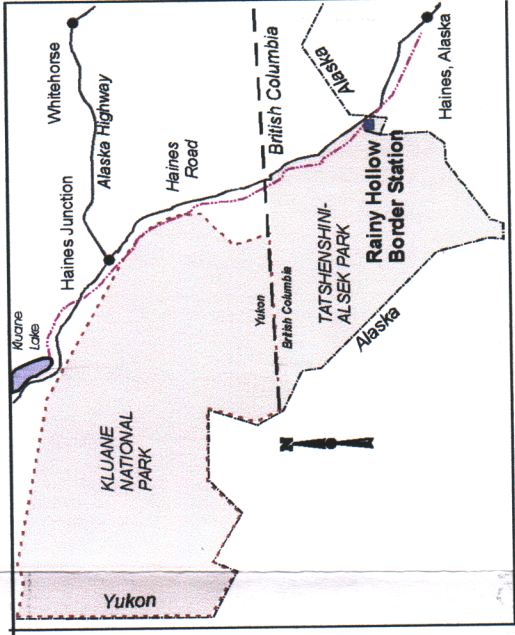 Whitehorse
Alaska Highway
Haines Junction
Haines
Road
Kluane
Lake
British Columbia
Alaska
Haines, Alaska
Yukon
British Columbia
TATSHENSHINI-
ALSEK PARK
Rainy Hollow
Border Station
Alaska
KLUANE
NATIONAL
PARK
N
Yukon